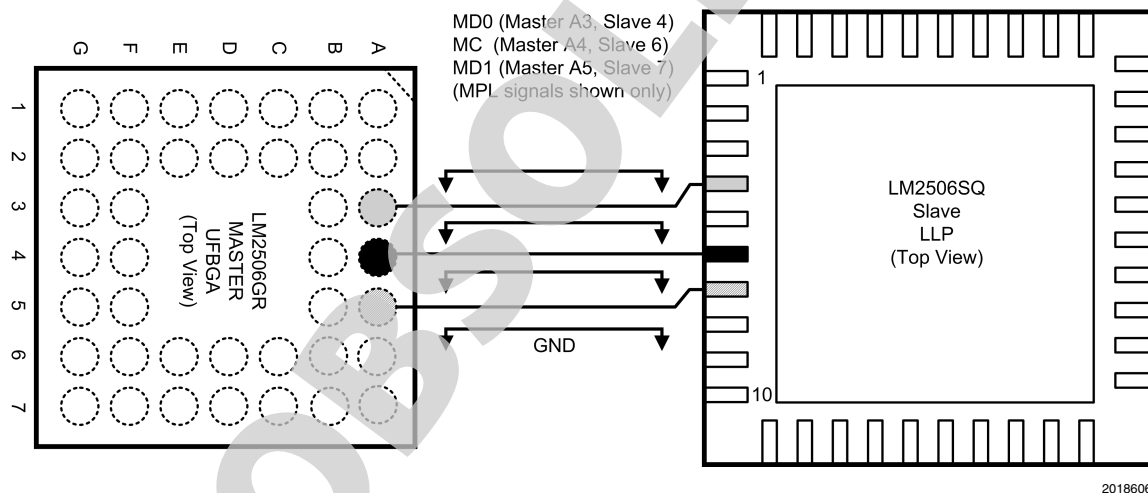 MD0 (Master A3, Slave 4)
MC (Master A4, Slave 6)
MD1 (Master A5, Slave 7)
(MPL signals shown only)
G F E D C B A
1
2
3
4
5
6
7
LM2506GR
MASTER
UFBGA
(Top View)
GND
1
10
LM2506SQ
Slave
LLP
(Top View)
OBSOL